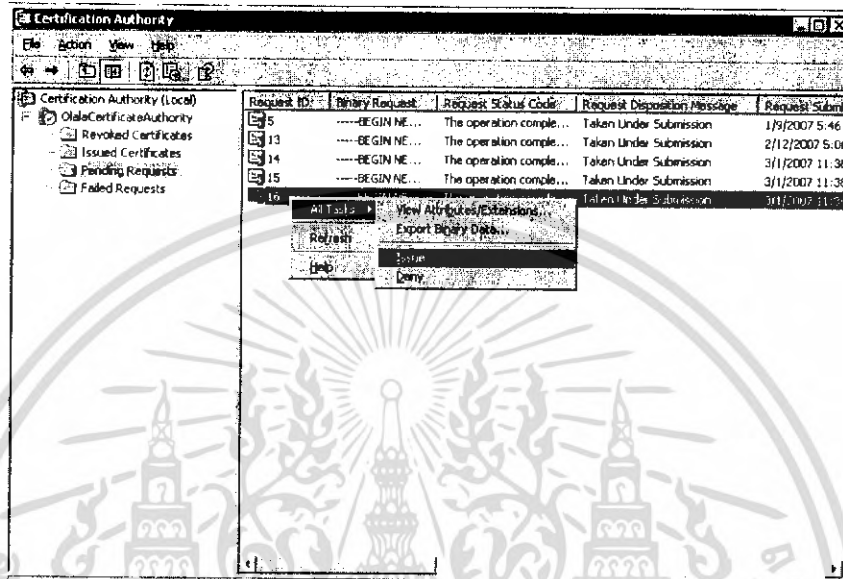 Certification Authority
File Action View Help
Certification Authority (Local)
OlalaCertificateAuthority
Revoked Certificates
Issued Certificates
Pending Requests
Failed Requests
Request ID Binary Request Request Status Code Request Disposition Message Request Submi
5 -----BEGIN NE... The operation comple... Taken Under Submission 1/9/2007 5:46
13 -----BEGIN NE... The operation comple... Taken Under Submission 2/12/2007 5:0
14 -----BEGIN NE... The operation comple... Taken Under Submission 3/1/2007 11:38
15 -----BEGIN NE... The operation comple... Taken Under Submission 3/1/2007 11:38
16 Taken Under Submission 3/1/2007
All Tasks
Refresh
Help
View Attributes/Extensions...
Export Binary Data...
Issue
Deny